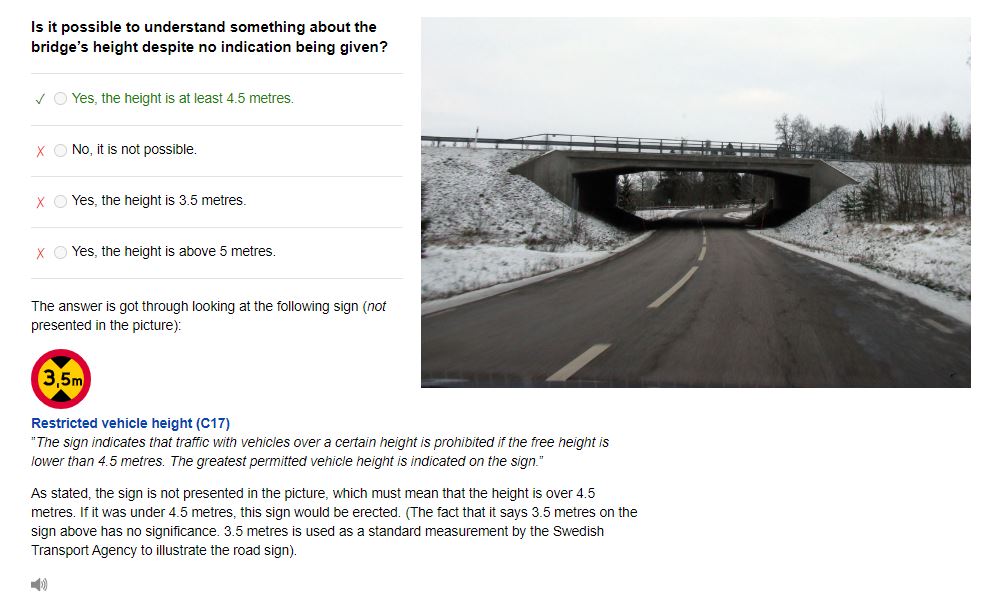 Is it possible to understand something about the
bridge’s height despite no indication being given?
✓ Yes, the height is at least 4.5 metres.
X No, it is not possible.
X Yes, the height is 3.5 metres.
X Yes, the height is above 5 metres.
The answer is got through looking at the following sign (not
presented in the picture):
3,5m
Restricted vehicle height (C17)
”The sign indicates that traffic with vehicles over a certain height is prohibited if the free height is
lower than 4.5 metres. The greatest permitted vehicle height is indicated on the sign.”
As stated, the sign is not presented in the picture, which must mean that the height is over 4.5
metres. If it was under 4.5 metres, this sign would be erected. (The fact that it says 3.5 metres on the
sign above has no significance. 3.5 metres is used as a standard measurement by the Swedish
Transport Agency to illustrate the road sign).